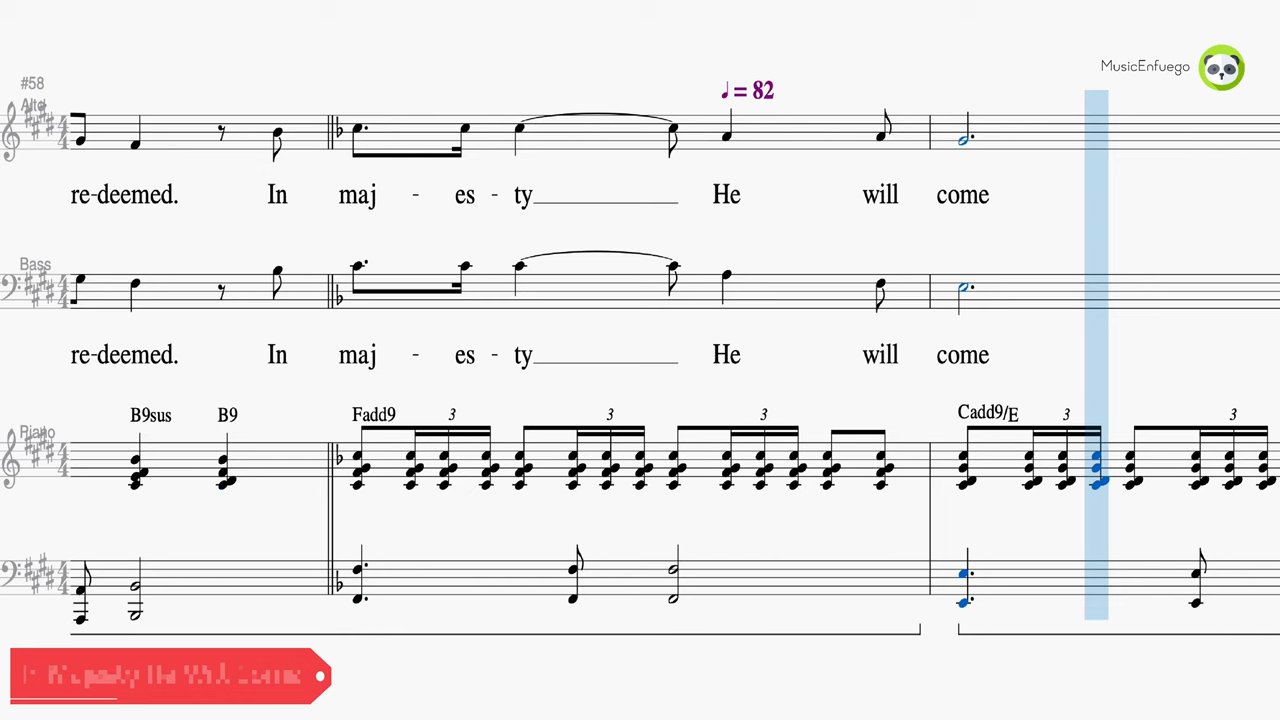 MusicEnfuego
#58
Alto
♩ = 82
re-deemed. In maj - es - ty He will come
Bass
re-deemed. In maj - es - ty He will come
B9sus B9 Fadd9 3 3 3 Cadd9/E 3 3
Piano